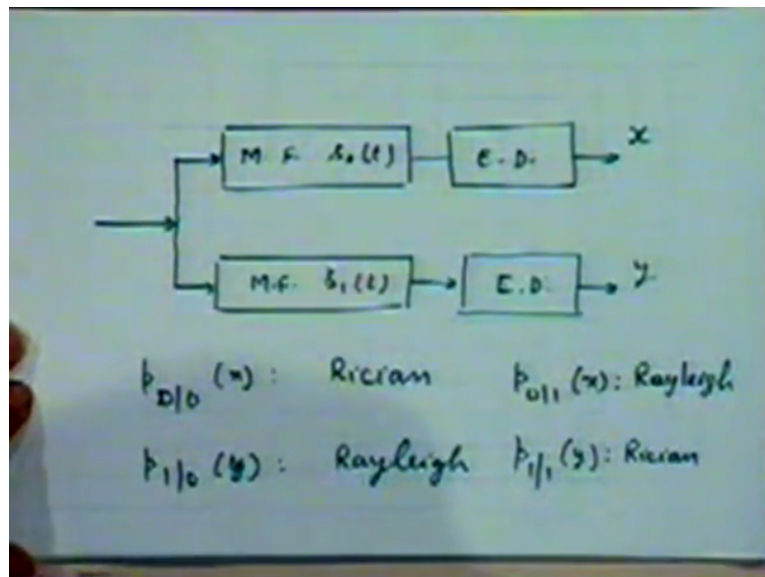 M.F. s₀(t) E.D. x
M.F. s₁(t) E.D. y
p₀|₀ (x) : Rician p₀|₁ (x) : Rayleigh
p₁|₀ (y) : Rayleigh p₁|₁ (y) : Rician